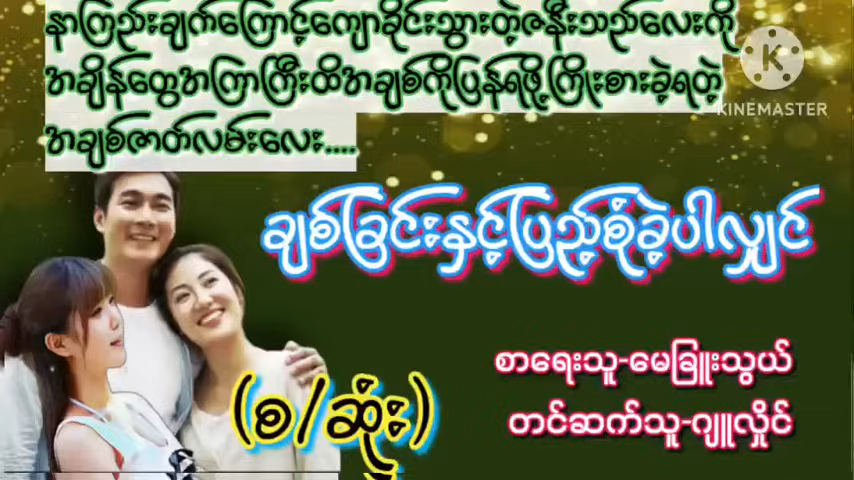 နာကြည်းချက်ကြောင့်ကျောခိုင်းသွားတဲ့ဇနီးသည်လေးကို
အချိန်တွေအကြာကြီးထိအချစ်ကိုပြန်ရဖို့ကြိုးစားခဲ့ရတဲ့
အချစ်ဇာတ်လမ်းလေး....
KINEMASTER
ချစ်ခြင်းနှင့်ပြည့်စုံခဲ့ပါလျှင်
စာရေးသူ-မေခြူးသွယ်
တင်ဆက်သူ-ဂျူလှိုင်
(စ/ဆုံး)